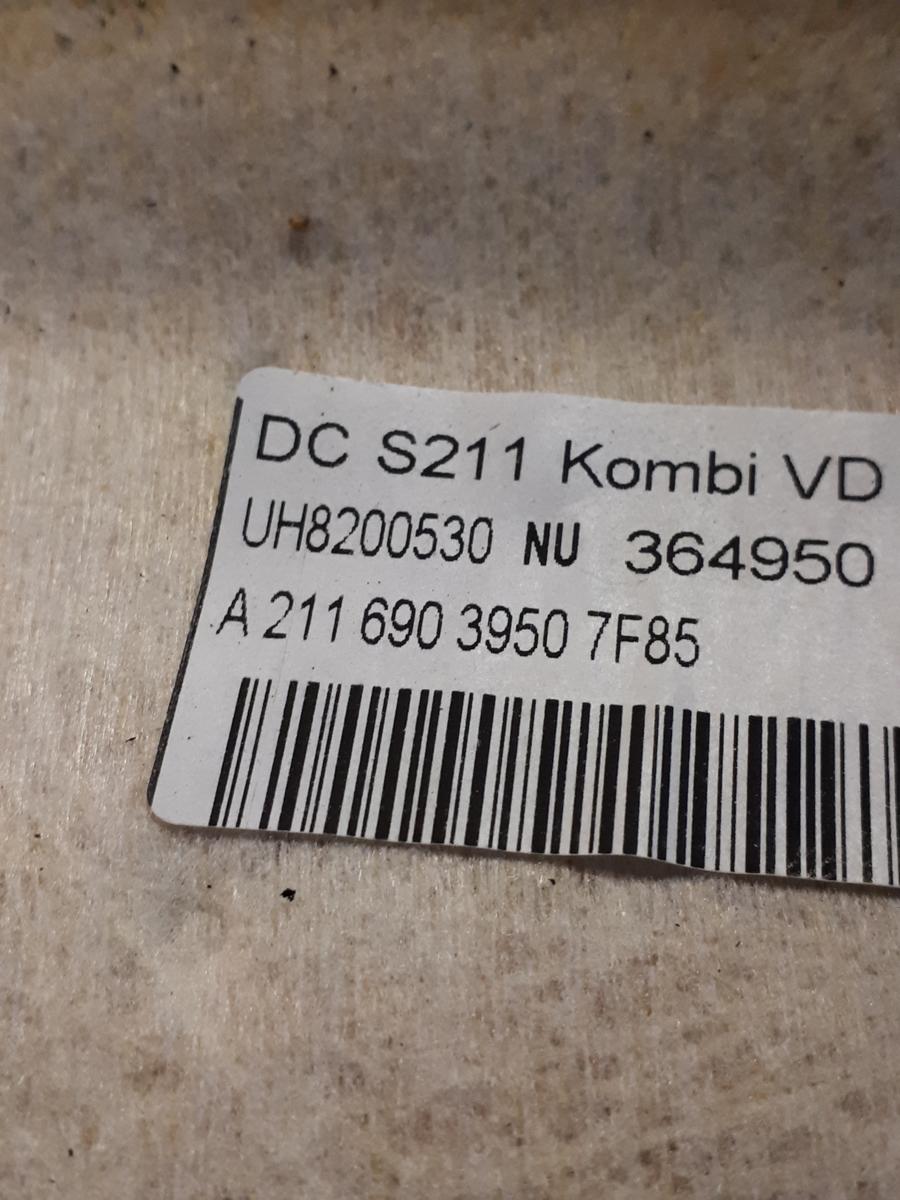 DC S211 Kombi VD
UH8200530 NU 364950
A 211 690 3950 7F85